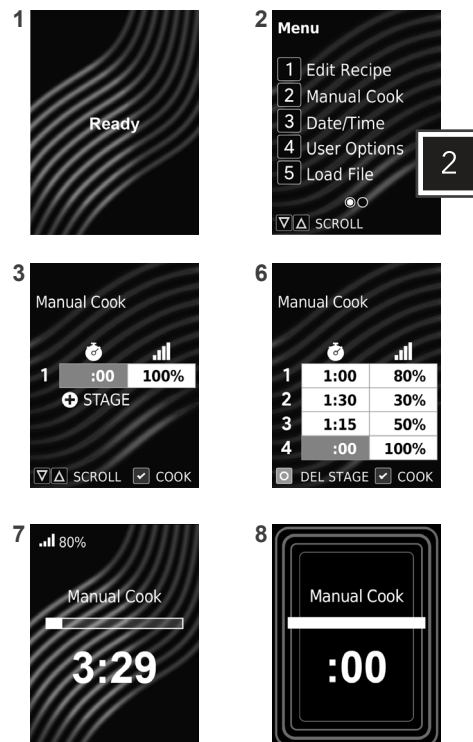 1
Ready
2
Menu
1 Edit Recipe
2 Manual Cook
3 Date/Time
4 User Options
5 Load File
SCROLL
2
3
Manual Cook
1 :00 100%
STAGE
SCROLL COOK
6
Manual Cook
1 1:00 80%
2 1:30 30%
3 1:15 50%
4 :00 100%
DEL STAGE COOK
7
80%
Manual Cook
3:29
8
Manual Cook
:00